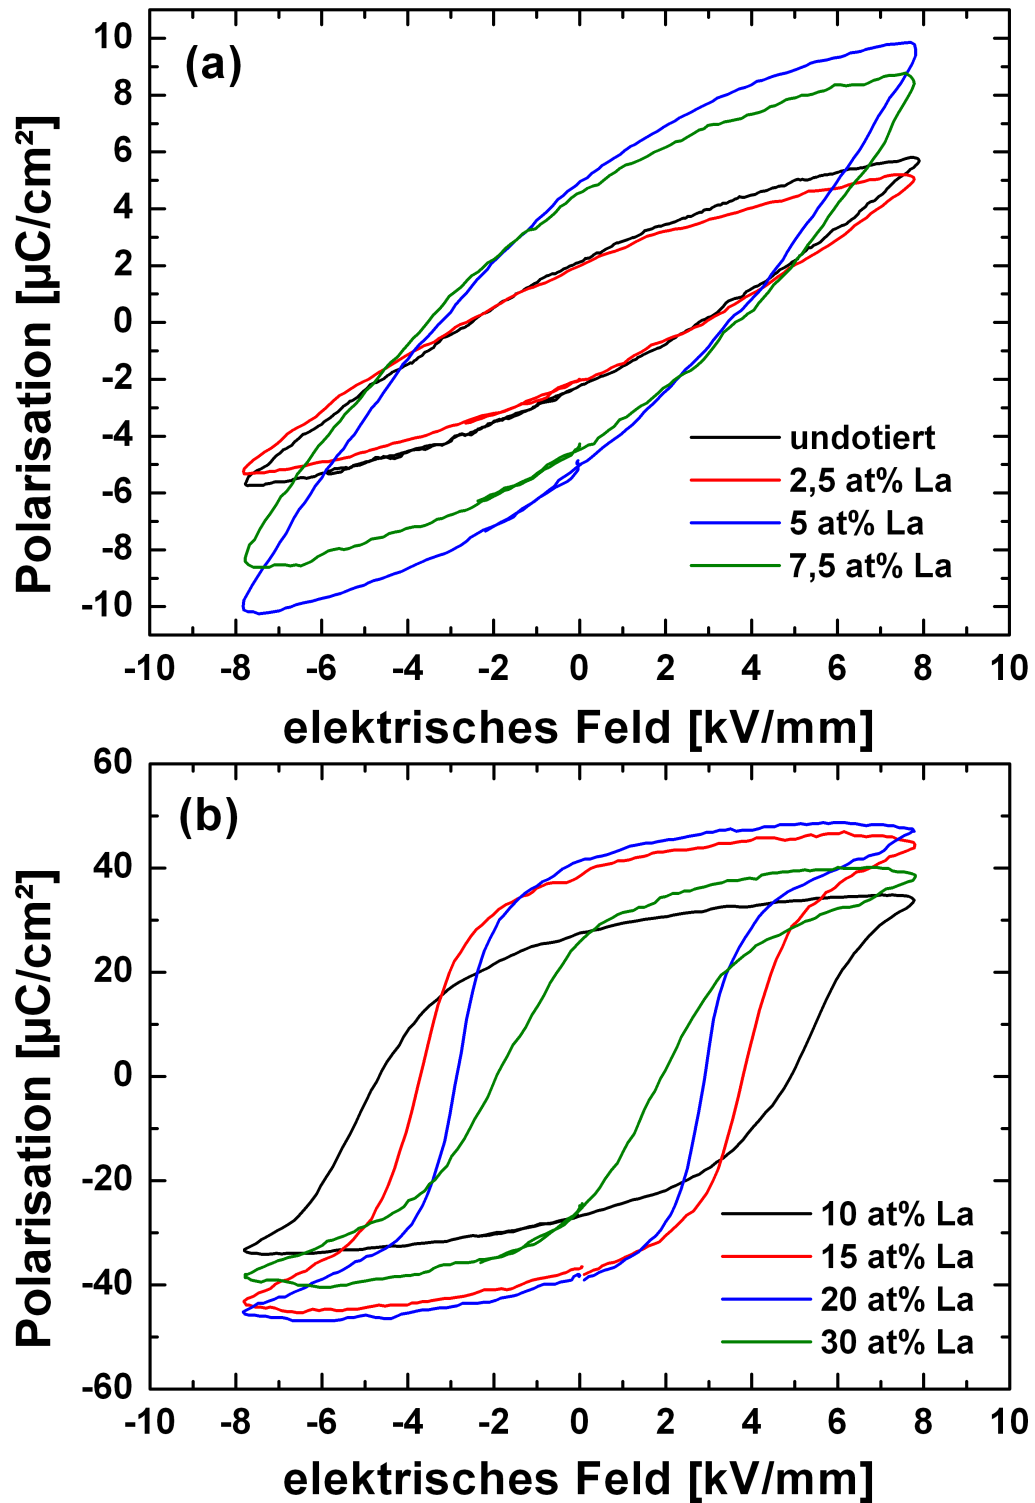 (a)
10
8
6
4
2
0
-2
-4
-6
-8
-10
Polarisation [µC/cm²]
undotiert
2,5 at% La
5 at% La
7,5 at% La
-10 -8 -6 -4 -2 0 2 4 6 8 10
elektrisches Feld [kV/mm]
(b)
60
40
20
0
-20
-40
-60
Polarisation [µC/cm²]
10 at% La
15 at% La
20 at% La
30 at% La
-10 -8 -6 -4 -2 0 2 4 6 8 10
elektrisches Feld [kV/mm]